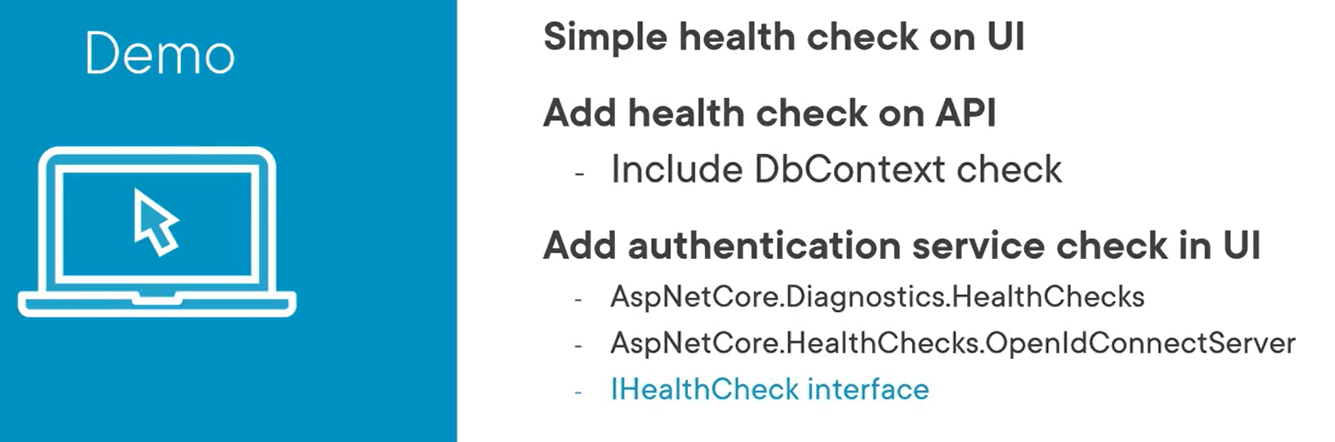 Demo
Simple health check on UI
Add health check on API
- Include DbContext check
Add authentication service check in UI
- AspNetCore.Diagnostics.HealthChecks
- AspNetCore.HealthChecks.OpenIdConnectServer
- IHealthCheck interface